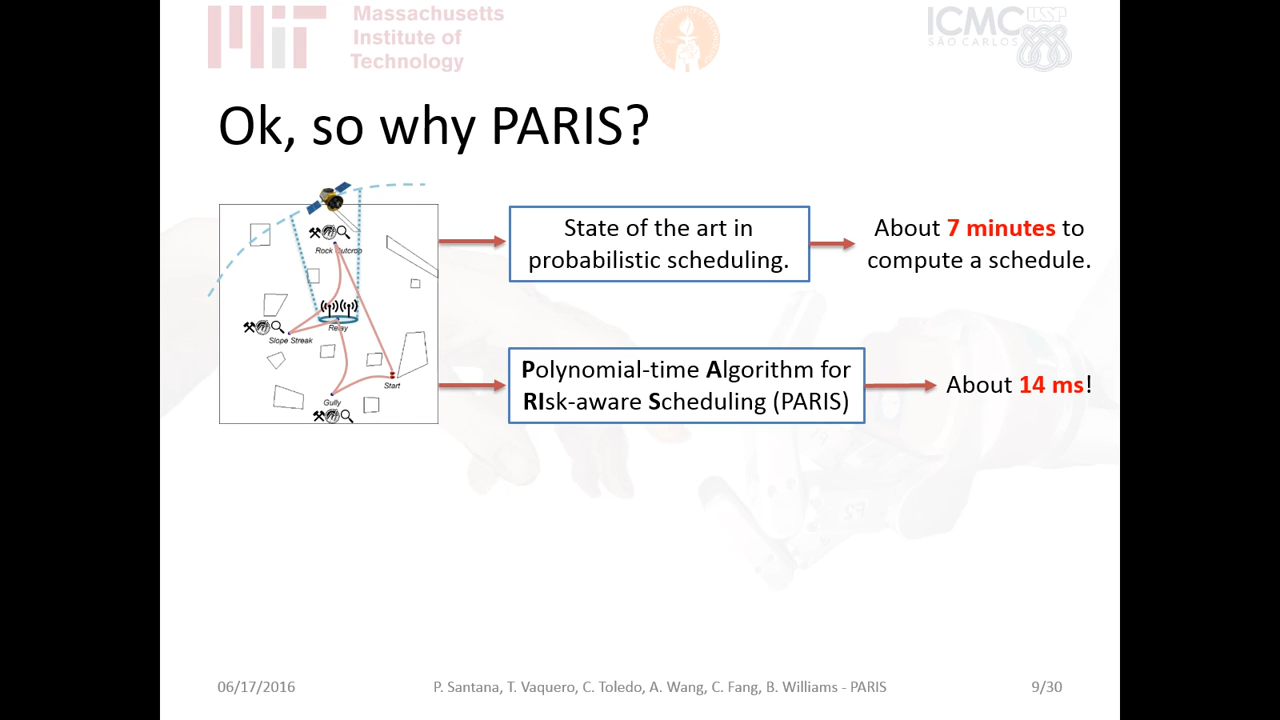 Massachusetts
Institute of
Technology
ICMC USP
SÃO CARLOS
Ok, so why PARIS?
Rock Outcrop
Relay
Slope Streak
Start
Gully
State of the art in
probabilistic scheduling.
About 7 minutes to
compute a schedule.
Polynomial-time Algorithm for
RIsk-aware Scheduling (PARIS)
About 14 ms!
06/17/2016
P. Santana, T. Vaquero, C. Toledo, A. Wang, C. Fang, B. Williams - PARIS
9/30